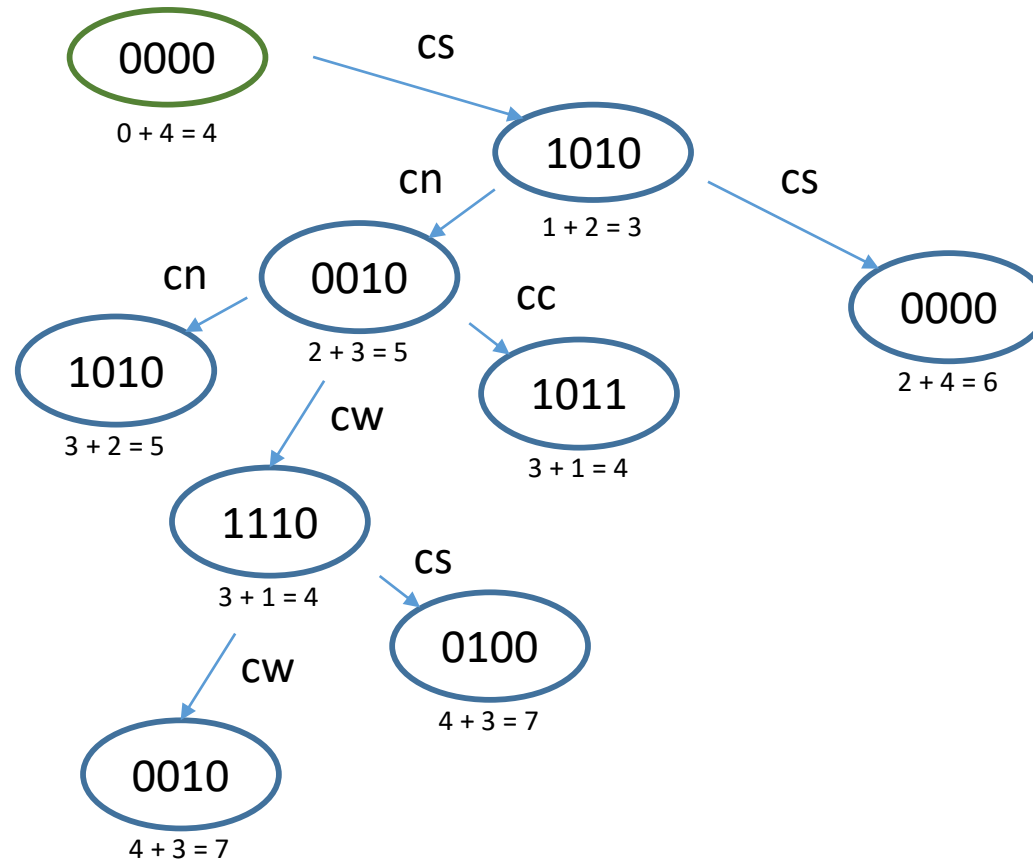 0000
cs
0 + 4 = 4
1010
cn
cs
1 + 2 = 3
cn
0010
cc
0000
2 + 3 = 5
2 + 4 = 6
1010
1011
cw
3 + 2 = 5
3 + 1 = 4
1110
cs
3 + 1 = 4
0100
cw
4 + 3 = 7
0010
4 + 3 = 7